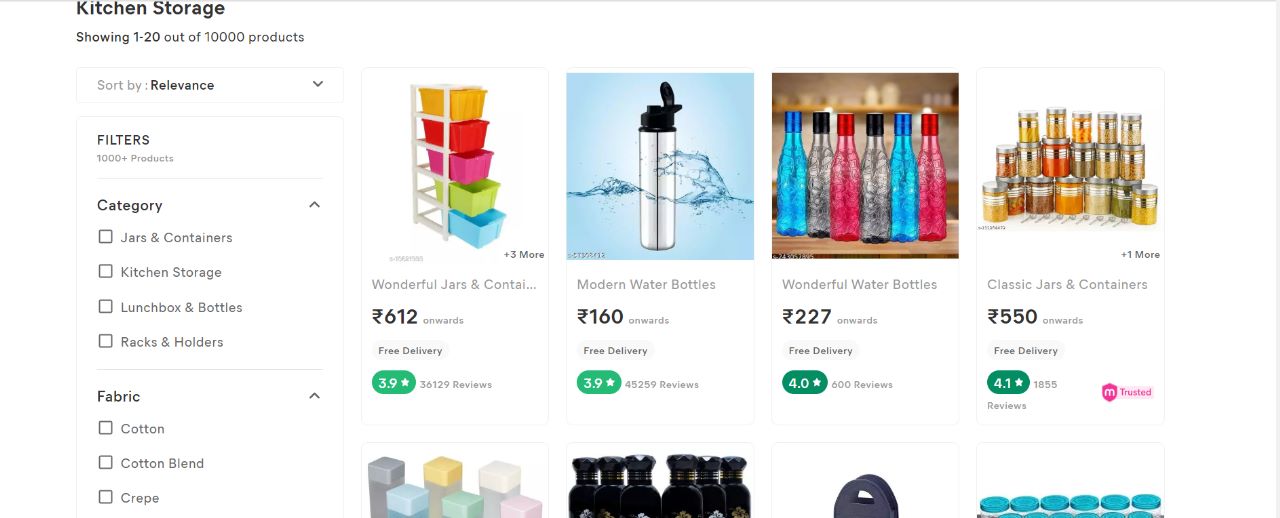 Kitchen Storage
Showing 1-20 out of 10000 products
Sort by : Relevance
FILTERS
1000+ Products
Category
Jars & Containers
Kitchen Storage
Lunchbox & Bottles
Racks & Holders
Fabric
Cotton
Cotton Blend
Crepe
+3 More
Wonderful Jars & Contai...
₹612 onwards
Free Delivery
3.9 36129 Reviews
Modern Water Bottles
₹160 onwards
Free Delivery
3.9 45259 Reviews
Wonderful Water Bottles
₹227 onwards
Free Delivery
4.0 600 Reviews
+1 More
Classic Jars & Containers
₹550 onwards
Free Delivery
4.1 1855
Reviews
m Trusted